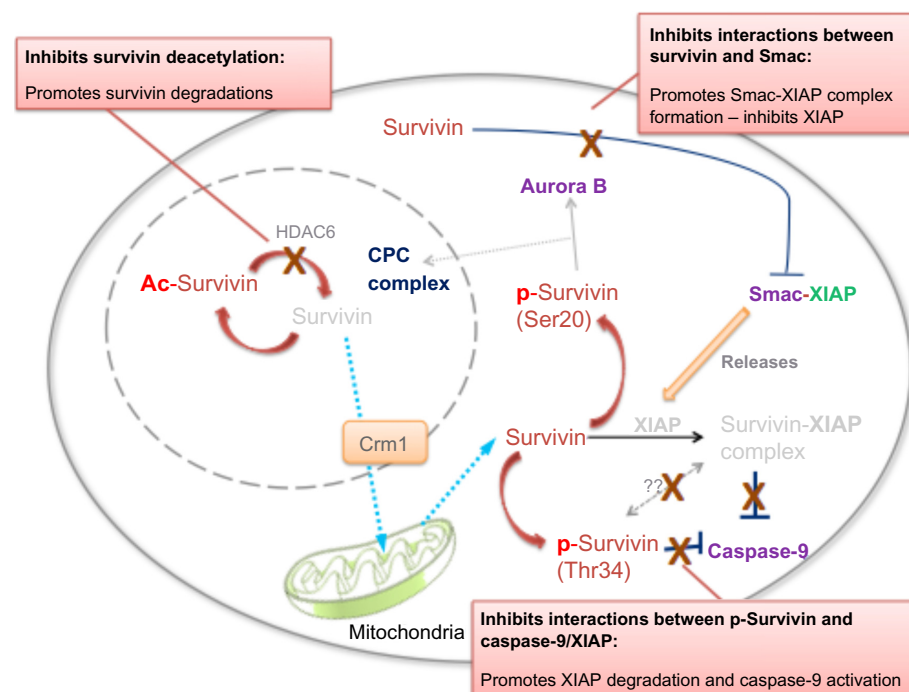 Inhibits survivin deacetylation:
Promotes survivin degradations
Inhibits interactions between
survivin and Smac:
Promotes Smac-XIAP complex
formation – inhibits XIAP
Survivin
Aurora B
HDAC6
CPC
complex
Ac-Survivin
Survivin
p-Survivin
(Ser20)
Smac-XIAP
Releases
Crm1
Survivin
XIAP
Survivin-XIAP
complex
??
p-Survivin
(Thr34)
Caspase-9
Mitochondria
Inhibits interactions between p-Survivin and
caspase-9/XIAP:
Promotes XIAP degradation and caspase-9 activation